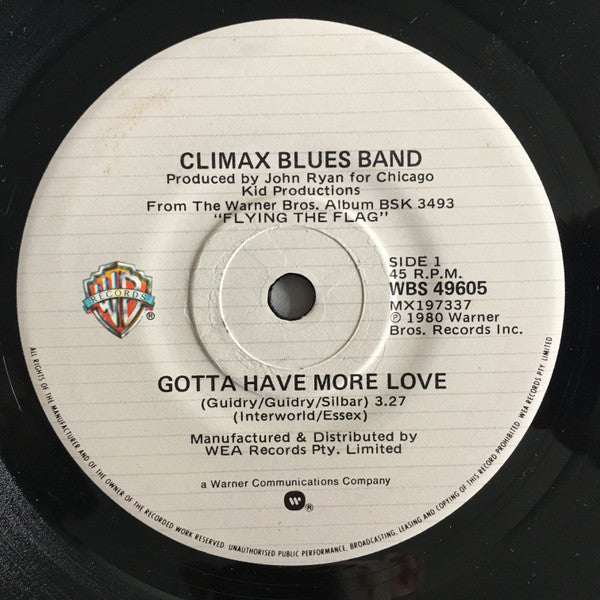 CLIMAX BLUES BAND
Produced by John Ryan for Chicago
Kid Productions
From The Warner Bros. Album BSK 3493
"FLYING THE FLAG"
SIDE 1
45 R.P.M.
WBS 49605
MX197337
℗ 1980 Warner
Bros. Records Inc.
WB
RECORDS
®
GOTTA HAVE MORE LOVE
(Guidry/Guidry/Silbar) 3.27
(Interworld/Essex)
Manufactured & Distributed by
WEA Records Pty. Limited
a Warner Communications Company
®
ALL RIGHTS OF THE MANUFACTURER AND OF THE OWNER OF THE RECORDED WORK RESERVED. UNAUTHORISED PUBLIC PERFORMANCE, BROADCASTING, LEASING AND COPYING OF THIS RECORD PROHIBITED. WEA RECORDS PTY. LIMITED